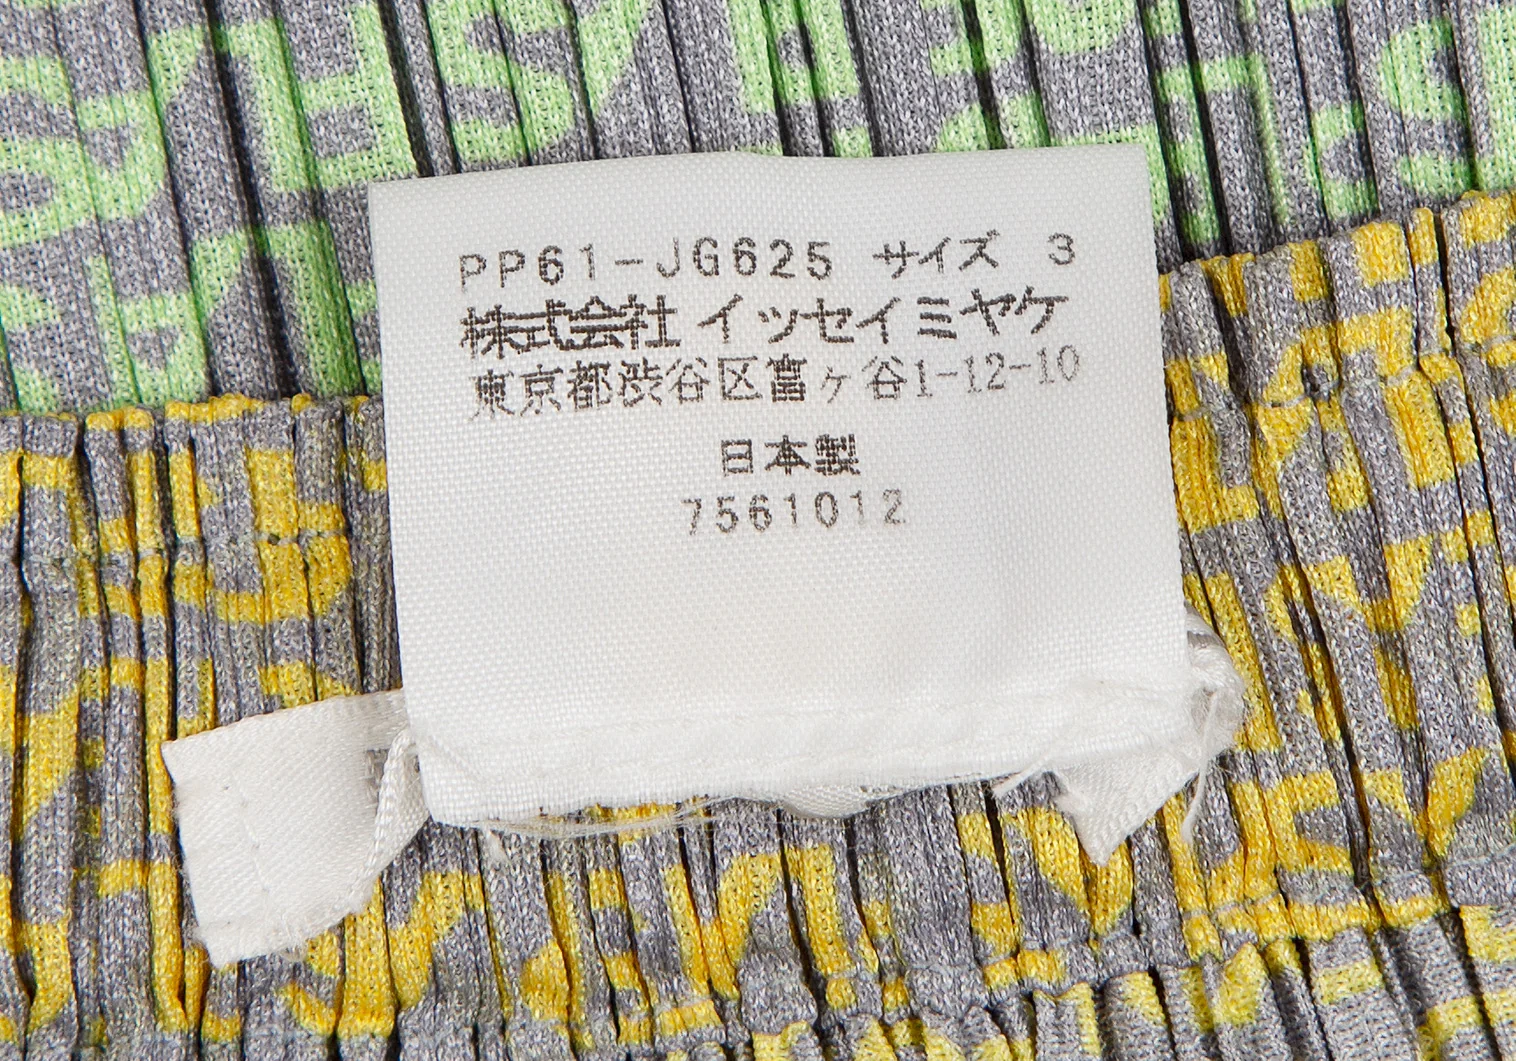 PP61-JG625 サイズ 3
株式会社 イッセイミヤケ
東京都渋谷区富ヶ谷1-12-10
日本製
7561012